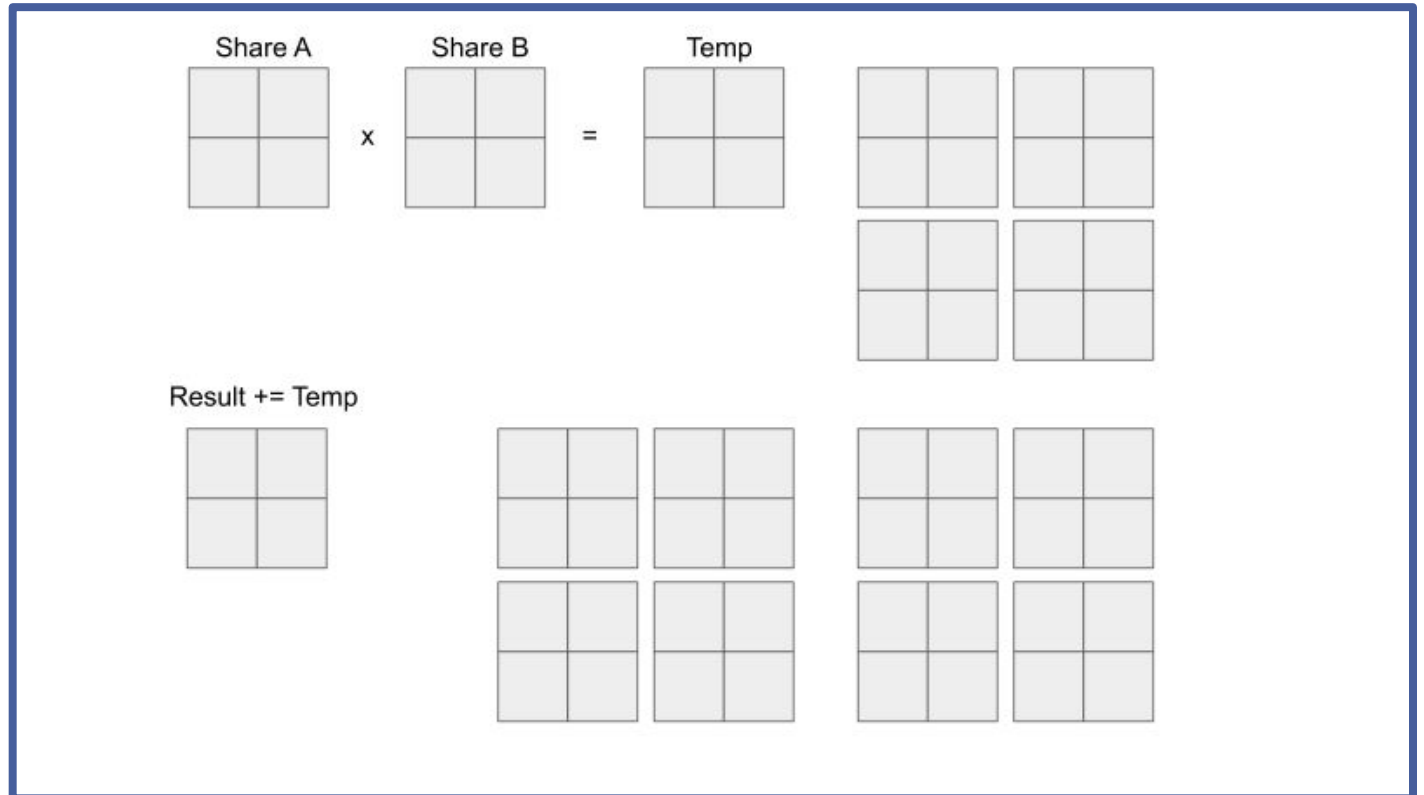 Share A
Share B
Temp
x
=
Result += Temp